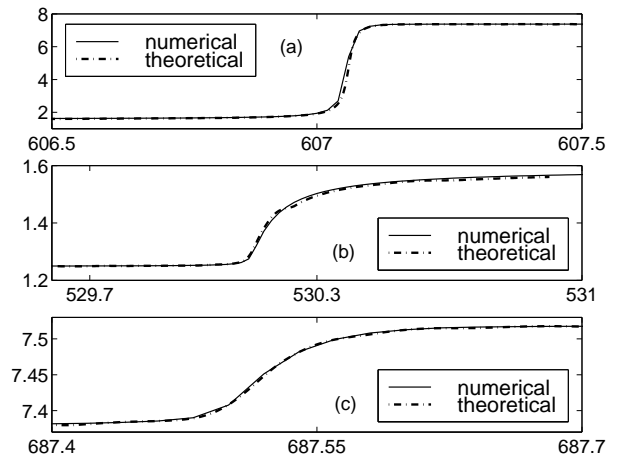 8
6
4
2
numerical
theoretical
(a)
606.5 607 607.5
1.6
1.4
1.2
numerical
theoretical
(b)
529.7 530.3 531
7.5
7.45
7.4
numerical
theoretical
(c)
687.4 687.55 687.7